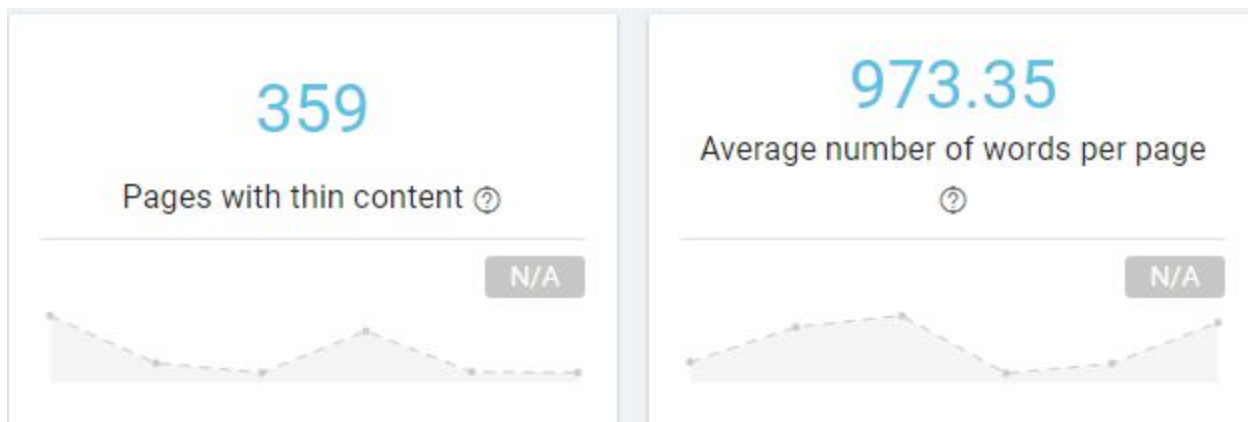 359
Pages with thin content ?
N/A
973.35
Average number of words per page
?
N/A